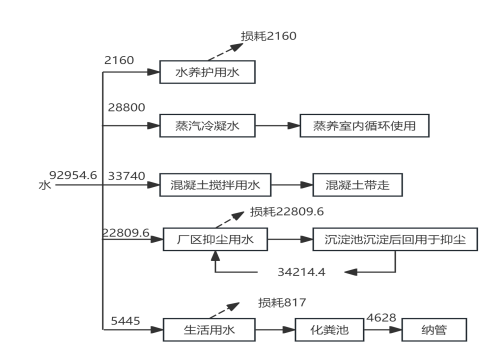 损耗2160
2160
水养护用水
28800
蒸汽冷凝水
蒸养室内循环使用
水
92954.6
33740
混凝土搅拌用水
混凝土带走
损耗22809.6
22809.6
厂区抑尘用水
沉淀池沉淀后回用于抑尘
34214.4
损耗817
5445
生活用水
化粪池
4628
纳管